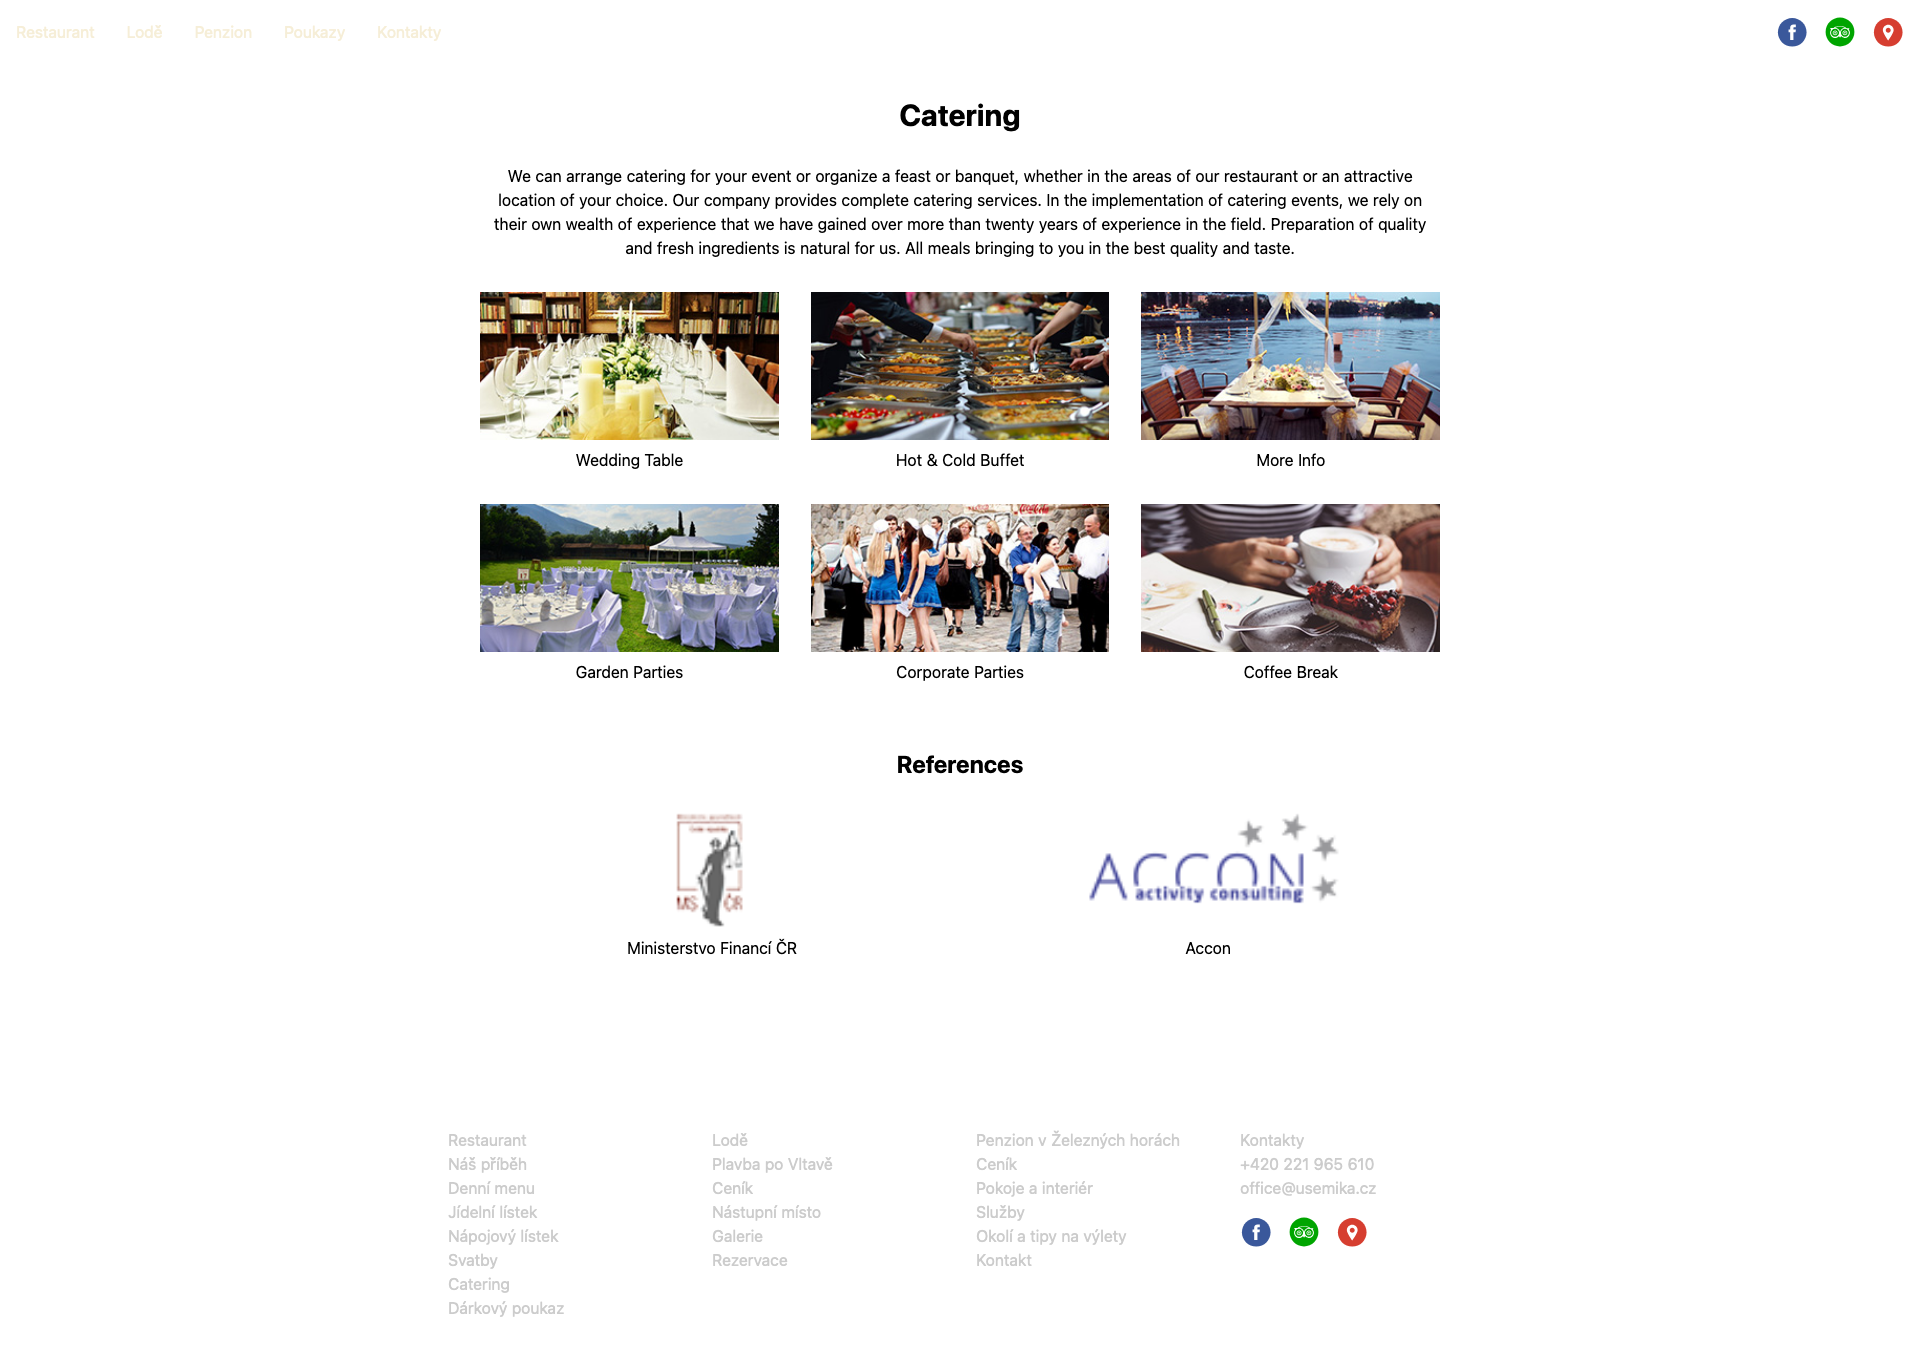 Restaurant
Lodě
Penzion
Poukazy
Kontakty
Catering
We can arrange catering for your event or organize a feast or banquet, whether in the areas of our restaurant or an attractive
location of your choice. Our company provides complete catering services. In the implementation of catering events, we rely on
their own wealth of experience that we have gained over more than twenty years of experience in the field. Preparation of quality
and fresh ingredients is natural for us. All meals bringing to you in the best quality and taste.
Wedding Table
Hot & Cold Buffet
More Info
17
Coca-Cola
Garden Parties
Corporate Parties
Coffee Break
References
MS ČR
ACCON
activity consulting
Ministerstvo Financí ČR
Accon
Restaurant
Náš příběh
Denní menu
Jídelní lístek
Nápojový lístek
Svatby
Catering
Dárkový poukaz
Lodě
Plavba po Vltavě
Ceník
Nástupní místo
Galerie
Rezervace
Penzion v Železných horách
Ceník
Pokoje a interiér
Služby
Okolí a tipy na výlety
Kontakt
Kontakty
+420 221 965 610
office@usemika.cz